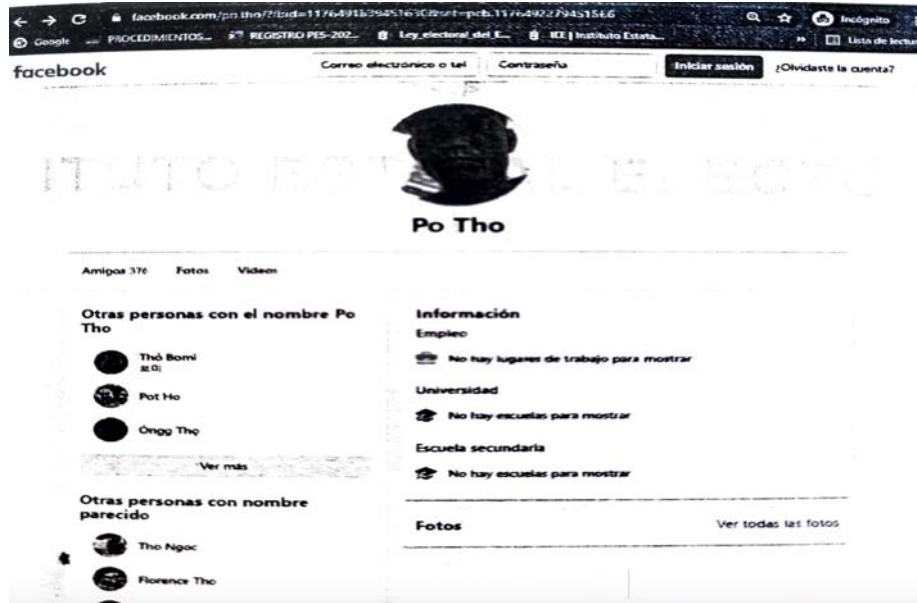 facebook.com/po.tho/?
Incógnito
Google
PROCEDIMIENTOS...
REGISTRO PES-202...
Ley_electoral_del_E...
IEE | Instituto Estata...
»
Lista de lectur
facebook
Correo electrónico o tel
Contraseña
Iniciar sesión
¿Olvidaste la cuenta?
Po Tho
Amigos 376
Fotos
Videos
Otras personas con el nombre Po
Tho
Thỏ Bomi
Pot Ho
Ver más
Otras personas con nombre
parecido
Tho Ngoc
Florence Tho
Información
Empleo
No hay lugares de trabajo para mostrar
Universidad
No hay escuelas para mostrar
Escuela secundaria
No hay escuelas para mostrar
Fotos
Ver todas las fotos